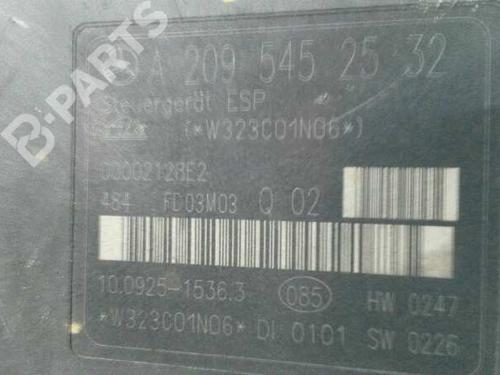 B-PARTS
A 209 545 25 32
Steuergerät ESP
(*W323C01N06*)
00002128E2
484 FD03M03 Q 02
10.0925-1536.3 085 HW 0247
*W323C01N06* DI 0101 SW 0226